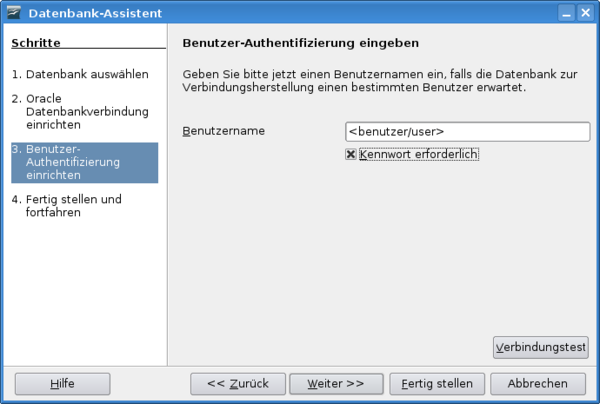 Datenbank-Assistent
Schritte
1. Datenbank auswählen
2. Oracle
Datenbankverbindung
einrichten
3. Benutzer-
Authentifizierung
einrichten
4. Fertig stellen und
fortfahren
Benutzer-Authentifizierung eingeben
Geben Sie bitte jetzt einen Benutzernamen ein, falls die Datenbank zur
Verbindungsherstellung einen bestimmten Benutzer erwartet.
Benutzername
<benutzer/user>
Kennwort erforderlich
Verbindungstest
Hilfe
<< Zurück
Weiter >>
Fertig stellen
Abbrechen